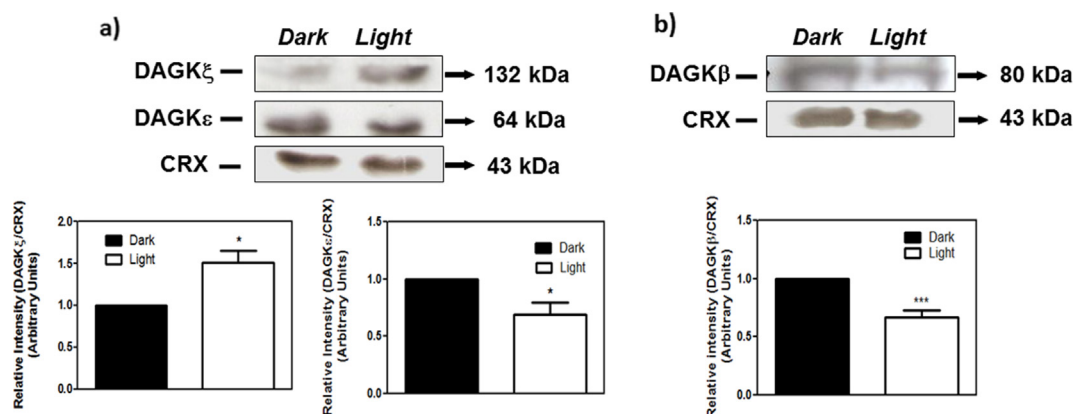 a)
Dark Light
DAGKξ 132 kDa
DAGKε 64 kDa
CRX 43 kDa
b)
Dark Light
DAGKβ 80 kDa
CRX 43 kDa
Relative Intensity (DAGKξ/CRX)
(Arbitrary Units)
2.0
1.5
1.0
0.5
0.0
Dark
Light
*
Relative Intensity (DAGKε/CRX)
(Arbitrary Units)
1.5
1.0
0.5
0.0
Dark
Light
*
Relative intensity (DAGKβ/CRX)
(Arbitrary Units)
1.5
1.0
0.5
0.0
Dark
Light
***